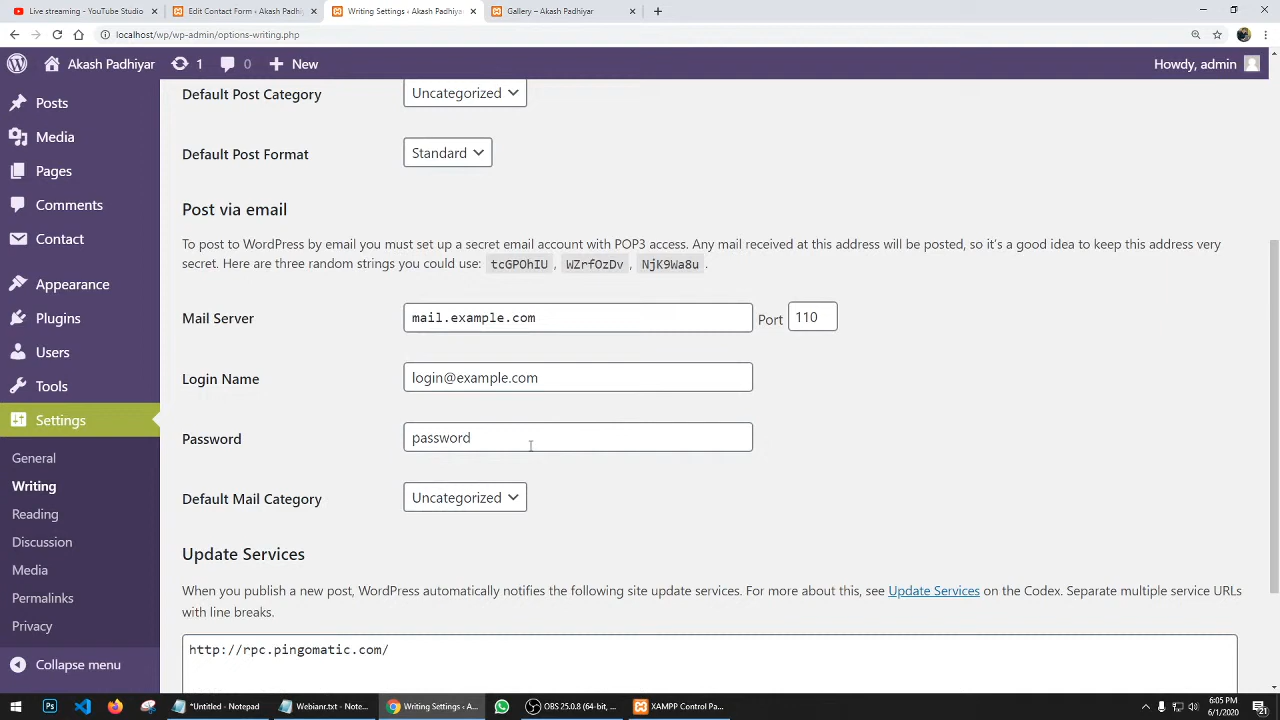 Live streaming - YouTube Studio
Edit Contact Form ‹ Akash Padhiyar
Writing Settings ‹ Akash Padhiyar
Gallery – Akash Padhiyar
localhost/wp/wp-admin/options-writing.php
Akash Padhiyar
1
0
New
Howdy, admin
Posts
Media
Pages
Comments
Contact
Appearance
Plugins
Users
Tools
Settings
General
Writing
Reading
Discussion
Media
Permalinks
Privacy
Collapse menu
Default Post Category
Uncategorized
Default Post Format
Standard
Post via email
To post to WordPress by email you must set up a secret email account with POP3 access. Any mail received at this address will be posted, so it's a good idea to keep this address very
secret. Here are three random strings you could use: tcGPOhIU , WZrfOzDv , NjK9Wa8u .
Mail Server
mail.example.com
Port
110
Login Name
login@example.com
Password
password
Default Mail Category
Uncategorized
Update Services
When you publish a new post, WordPress automatically notifies the following site update services. For more about this, see Update Services on the Codex. Separate multiple service URLs
with line breaks.
http://rpc.pingomatic.com/
*Untitled - Notepad
Webianr.txt - Note...
Writing Settings ‹ A...
OBS 25.0.8 (64-bit, ...
XAMPP Control Pa...
6:05 PM
6/1/2020